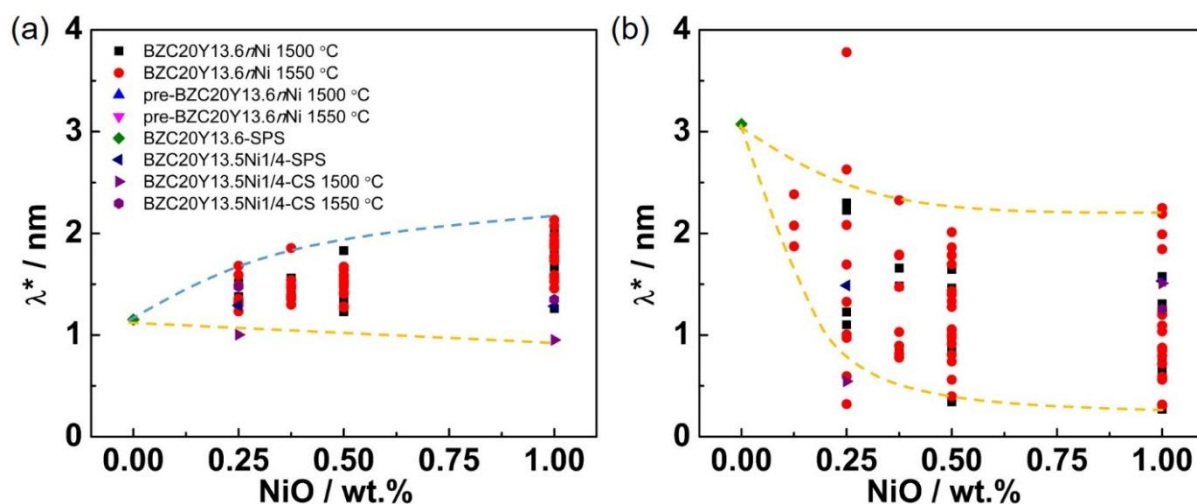 (a)
4
3
2
1
0
λ* / nm
BZC20Y13.6nNi 1500 °C
BZC20Y13.6nNi 1550 °C
pre-BZC20Y13.6nNi 1500 °C
pre-BZC20Y13.6nNi 1550 °C
BZC20Y13.6-SPS
BZC20Y13.5Ni1/4-SPS
BZC20Y13.5Ni1/4-CS 1500 °C
BZC20Y13.5Ni1/4-CS 1550 °C
0.00 0.25 0.50 0.75 1.00
NiO / wt.%
(b)
4
3
2
1
0
λ* / nm
0.00 0.25 0.50 0.75 1.00
NiO / wt.%